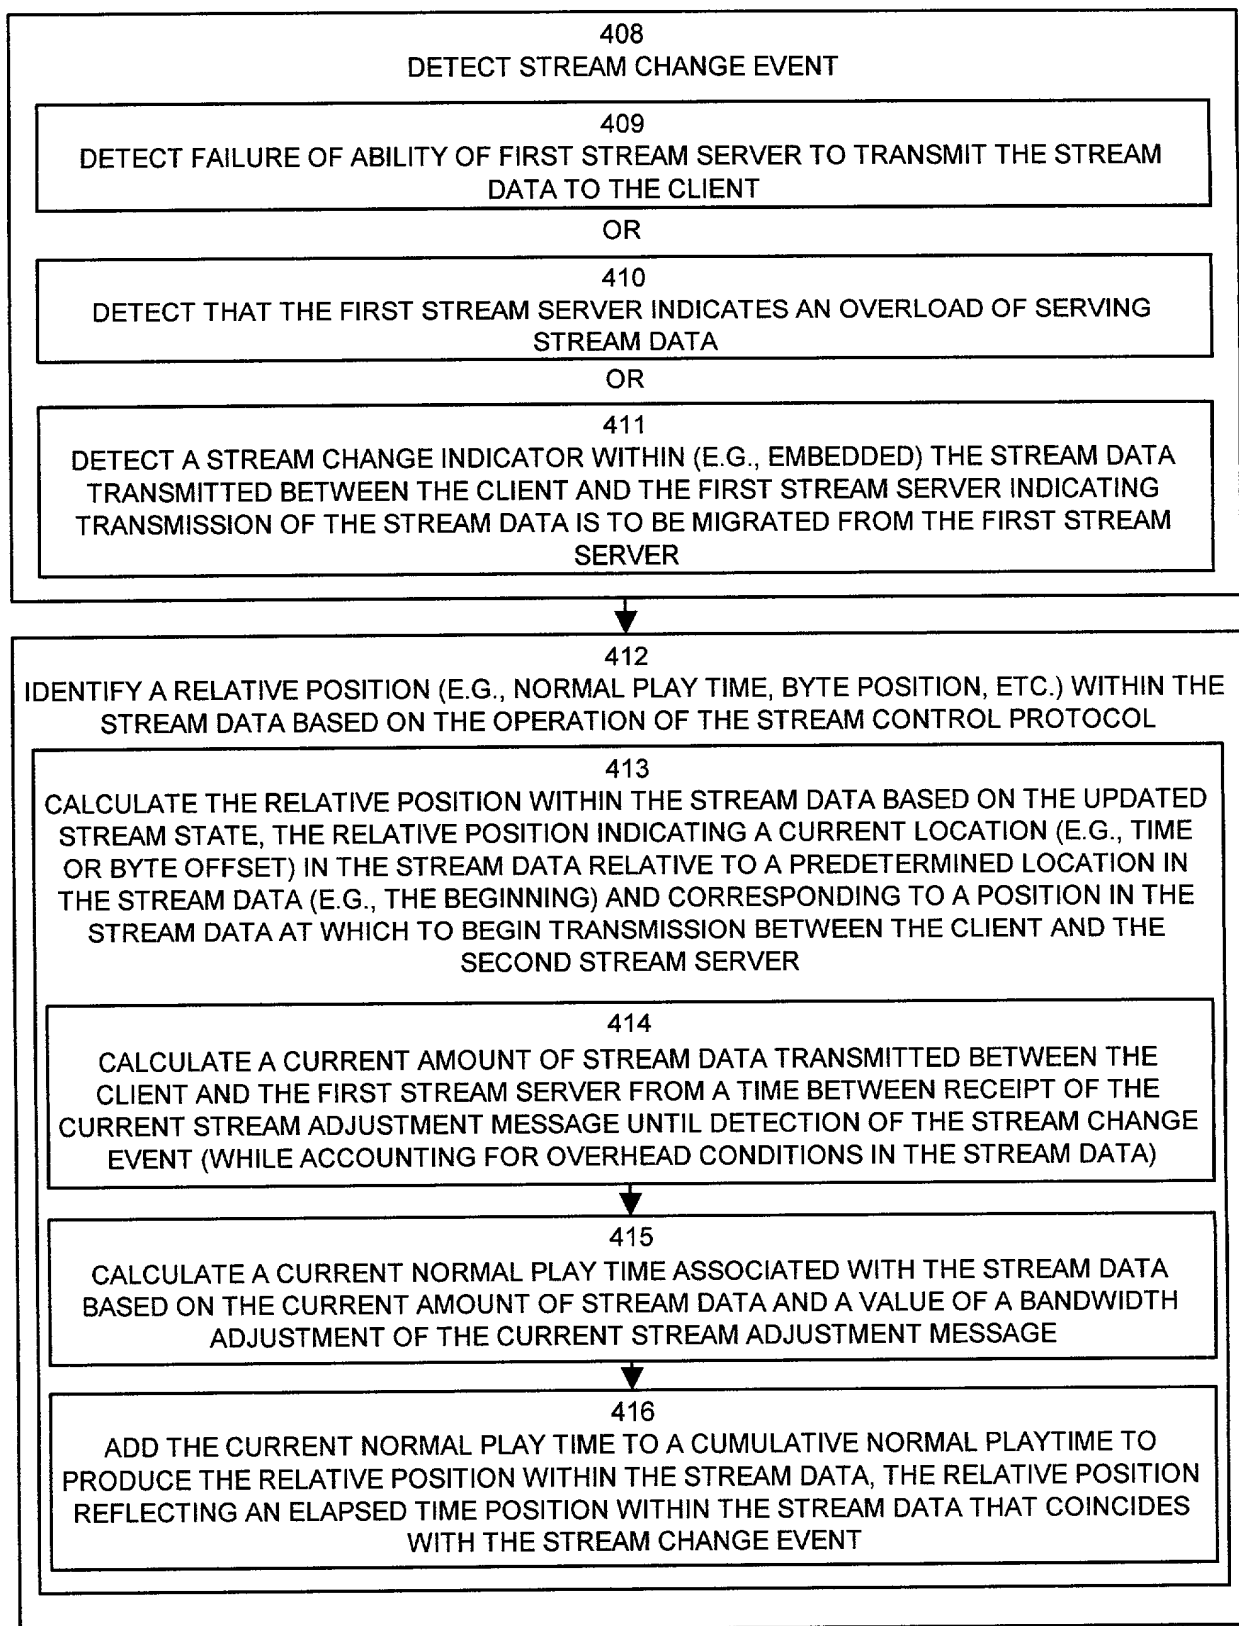 408
DETECT STREAM CHANGE EVENT
409
DETECT FAILURE OF ABILITY OF FIRST STREAM SERVER TO TRANSMIT THE STREAM
DATA TO THE CLIENT
OR
410
DETECT THAT THE FIRST STREAM SERVER INDICATES AN OVERLOAD OF SERVING
STREAM DATA
OR
411
DETECT A STREAM CHANGE INDICATOR WITHIN (E.G., EMBEDDED) THE STREAM DATA
TRANSMITTED BETWEEN THE CLIENT AND THE FIRST STREAM SERVER INDICATING
TRANSMISSION OF THE STREAM DATA IS TO BE MIGRATED FROM THE FIRST STREAM
SERVER
412
IDENTIFY A RELATIVE POSITION (E.G., NORMAL PLAY TIME, BYTE POSITION, ETC.) WITHIN THE
STREAM DATA BASED ON THE OPERATION OF THE STREAM CONTROL PROTOCOL
413
CALCULATE THE RELATIVE POSITION WITHIN THE STREAM DATA BASED ON THE UPDATED
STREAM STATE, THE RELATIVE POSITION INDICATING A CURRENT LOCATION (E.G., TIME
OR BYTE OFFSET) IN THE STREAM DATA RELATIVE TO A PREDETERMINED LOCATION IN
THE STREAM DATA (E.G., THE BEGINNING) AND CORRESPONDING TO A POSITION IN THE
STREAM DATA AT WHICH TO BEGIN TRANSMISSION BETWEEN THE CLIENT AND THE
SECOND STREAM SERVER
414
CALCULATE A CURRENT AMOUNT OF STREAM DATA TRANSMITTED BETWEEN THE
CLIENT AND THE FIRST STREAM SERVER FROM A TIME BETWEEN RECEIPT OF THE
CURRENT STREAM ADJUSTMENT MESSAGE UNTIL DETECTION OF THE STREAM CHANGE
EVENT (WHILE ACCOUNTING FOR OVERHEAD CONDITIONS IN THE STREAM DATA)
415
CALCULATE A CURRENT NORMAL PLAY TIME ASSOCIATED WITH THE STREAM DATA
BASED ON THE CURRENT AMOUNT OF STREAM DATA AND A VALUE OF A BANDWIDTH
ADJUSTMENT OF THE CURRENT STREAM ADJUSTMENT MESSAGE
416
ADD THE CURRENT NORMAL PLAY TIME TO A CUMULATIVE NORMAL PLAYTIME TO
PRODUCE THE RELATIVE POSITION WITHIN THE STREAM DATA, THE RELATIVE POSITION
REFLECTING AN ELAPSED TIME POSITION WITHIN THE STREAM DATA THAT COINCIDES
WITH THE STREAM CHANGE EVENT